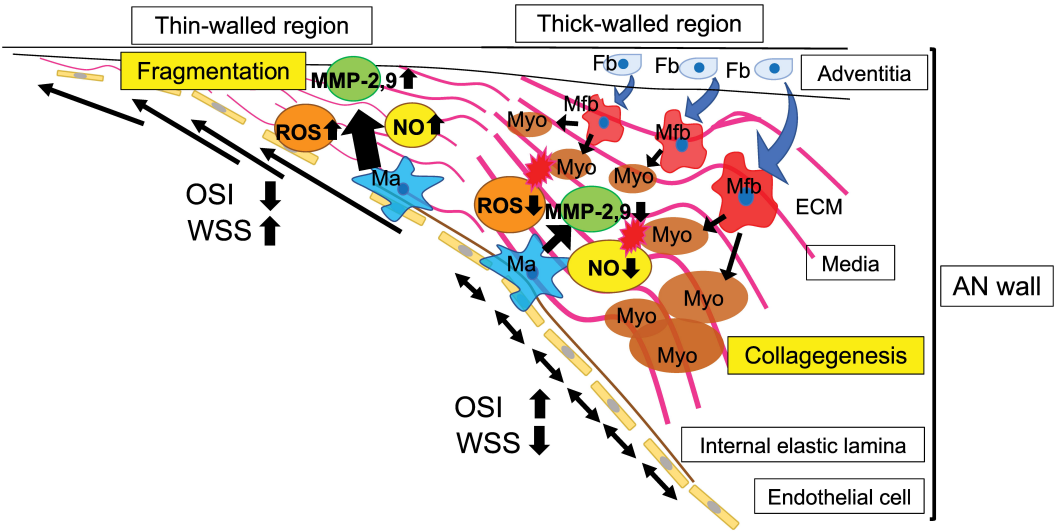 Thin-walled region
Thick-walled region
Fragmentation
MMP-2,9
Fb
Fb
Fb
Adventitia
ROS
NO
Myo
Mfb
Mfb
Ma
Myo
Myo
Mfb
OSI
WSS
ROS
MMP-2,9
ECM
Myo
Ma
NO
Media
AN wall
Myo
Myo
Myo
Collagegenesis
OSI
WSS
Internal elastic lamina
Endothelial cell